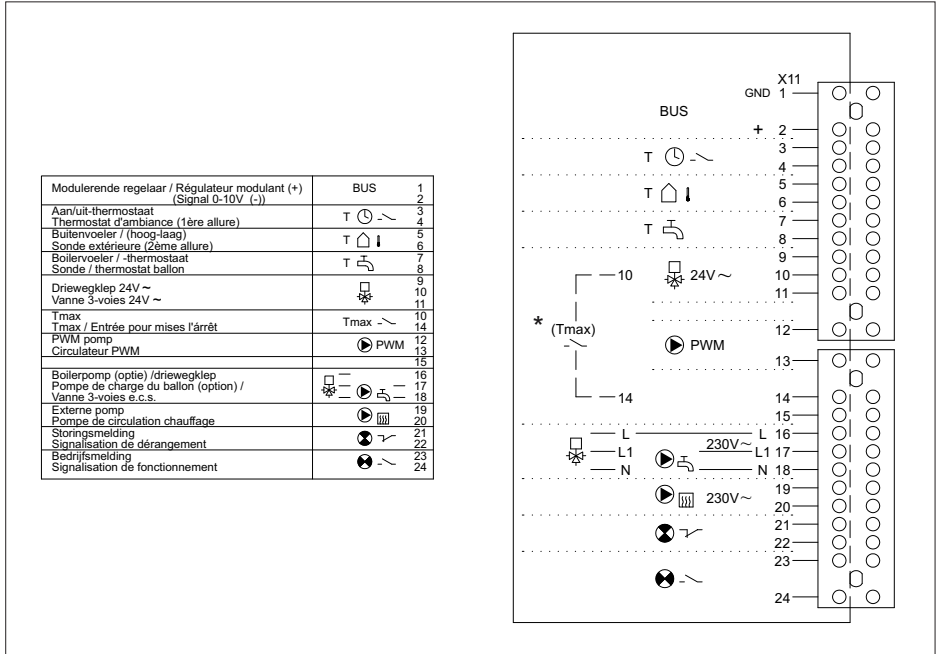 Modulerende regelaar / Régulateur modulant (+) BUS 1
(Signal 0-10V (-)) 2
Aan/uit-thermostaat 3
Thermostat d'ambiance (1ère allure) T 4
Buitenvoeler / (hoog-laag) 5
Sonde extérieure (2ème allure) T 6
Boilervoeler / -thermostaat 7
Sonde / thermostat ballon T 8
9
Driewegklep 24V ~ 10
Vanne 3-voies 24V ~ 11
Tmax 10
Tmax / Entrée pour mises l'árrêt Tmax 14
PWM pomp 12
Circulateur PWM PWM 13
15
Boilerpomp (optie) /driewegklep 16
Pompe de charge du ballon (option) / 17
Vanne 3-voies e.c.s. 18
Externe pomp 19
Pompe de circulation chauffage 20
Storingsmelding 21
Signalisation de dérangement 22
Bedrijfsmelding 23
Signalisation de fonctionnement 24
X11
GND 1
BUS
+ 2
3
T
4
5
T
6
7
T
8
9
10 24V ~ 10
11
* (Tmax)
12
PWM
13
14 14
15
L L 16
L1 230V ~ L1 17
N N 18
19
230V ~
20
21
22
23
24